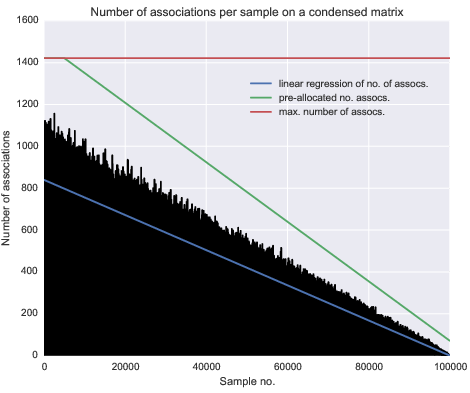 Number of associations per sample on a condensed matrix
1600
1400
1200
1000
800
600
400
200
0
Number of associations
linear regression of no. of assocs.
pre-allocated no. assocs.
max. number of assocs.
0 20000 40000 60000 80000 100000
Sample no.